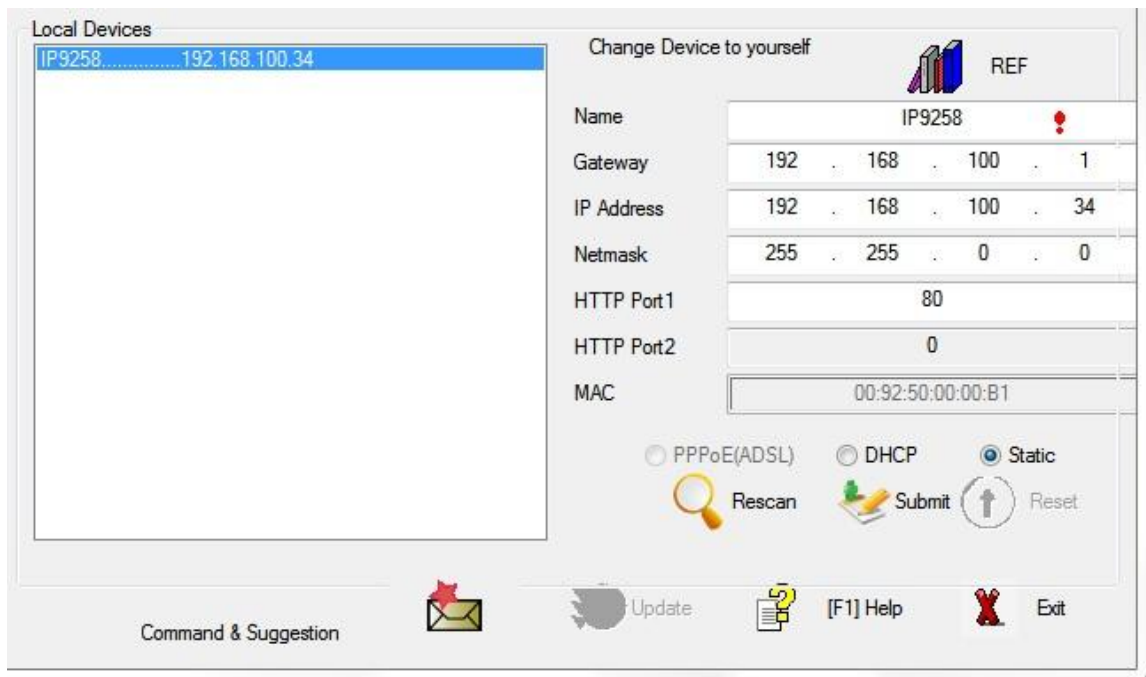 Local Devices
IP9258...............192.168.100.34
Change Device to yourself
REF
Name IP9258
Gateway 192 . 168 . 100 . 1
IP Address 192 . 168 . 100 . 34
Netmask 255 . 255 . 0 . 0
HTTP Port1 80
HTTP Port2 0
MAC 00:92:50:00:00:B1
PPPoE(ADSL) DHCP Static
Rescan Submit Reset
Command & Suggestion Update [F1] Help Exit